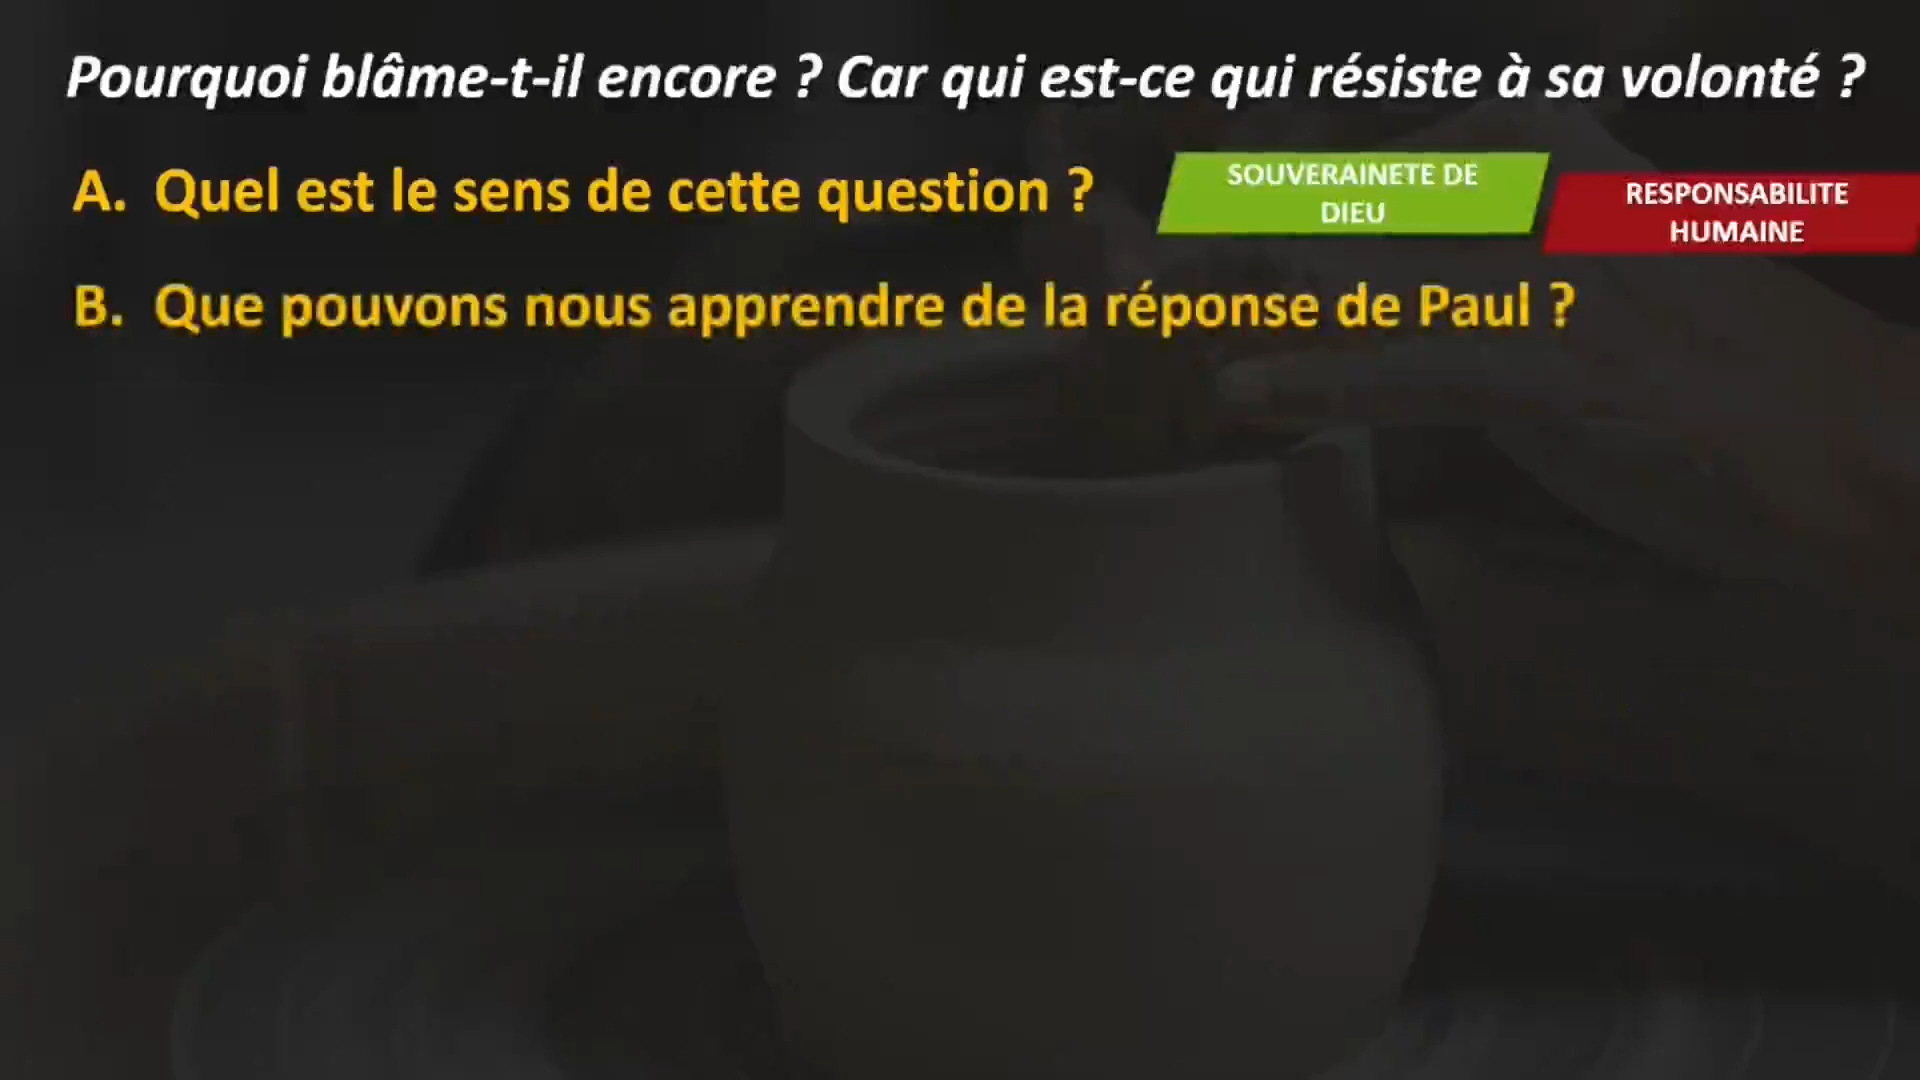 Pourquoi blâme-t-il encore ? Car qui est-ce qui résiste à sa volonté ?
A. Quel est le sens de cette question ?
SOUVERAINETE DE
DIEU
RESPONSABILITE
HUMAINE
B. Que pouvons nous apprendre de la réponse de Paul ?